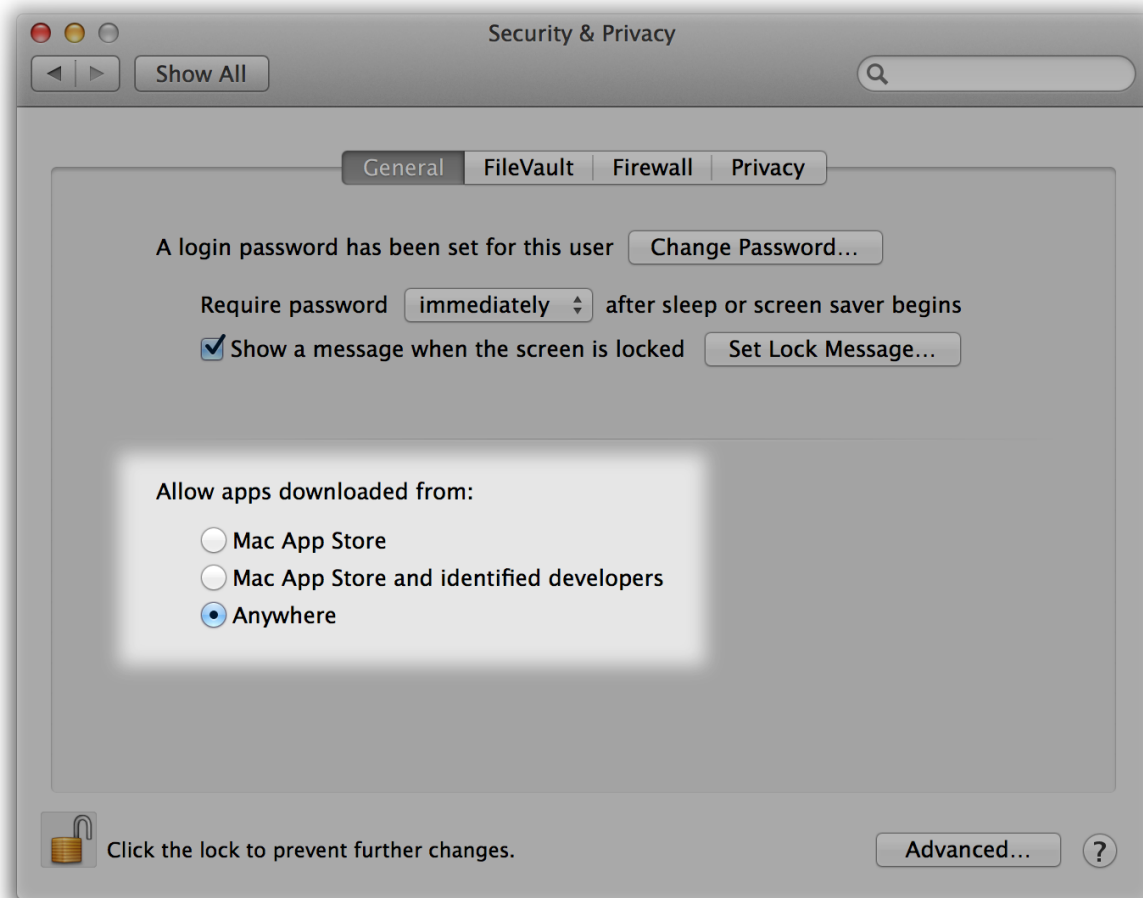 Security & Privacy
Show All
General FileVault Firewall Privacy
A login password has been set for this user Change Password...
Require password immediately after sleep or screen saver begins
Show a message when the screen is locked Set Lock Message...
Allow apps downloaded from:
Mac App Store
Mac App Store and identified developers
Anywhere
Click the lock to prevent further changes. Advanced... ?